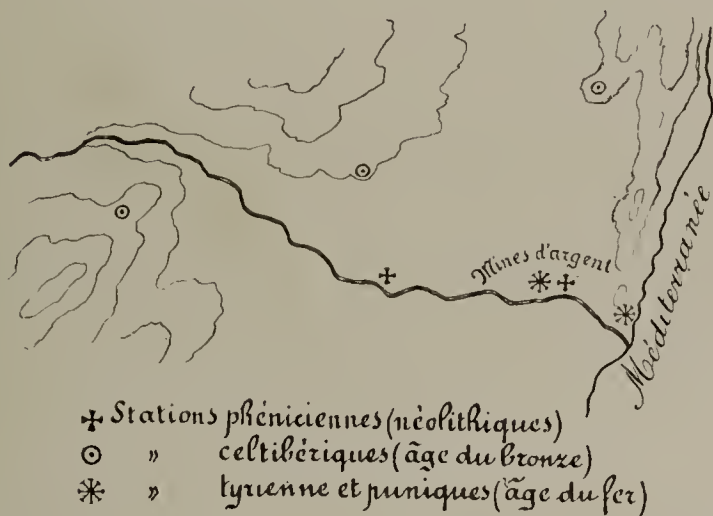 Mines d'argent
Méditerranée
Stations phéniciennes (néolithiques)
" celtibériques (âge du bronze)
" tyrienne et puniques (âge du fer)